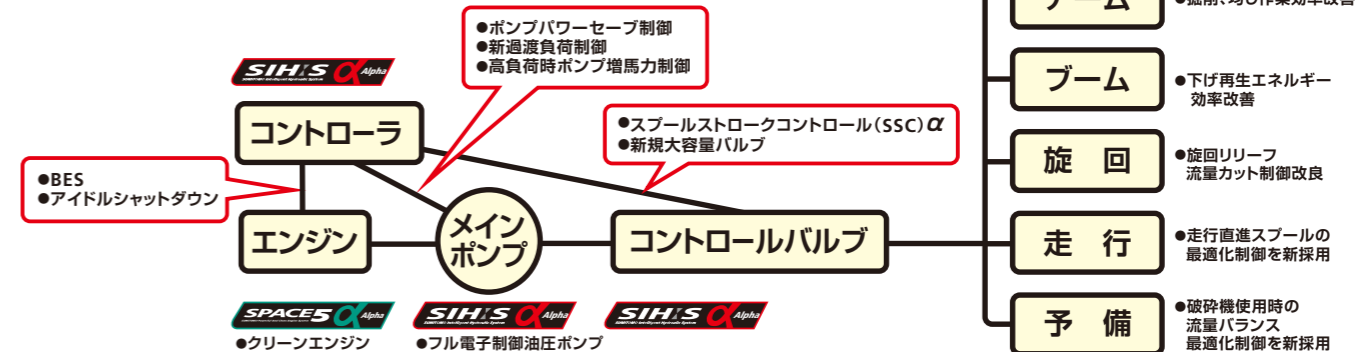 ●ポンプパワーセーブ制御
●新過渡負荷制御
●高負荷時ポンプ増馬力制御
SIH:S α Alpha
コントローラ
●スプールストロークコントロール（SSC）α
●新規大容量バルブ
●BES
●アイドルシャットダウン
エンジン
メイン
ポンプ
コントロールバルブ
SPACE5 α Alpha
●クリーンエンジン
SIH:S α Alpha
●フル電子制御油圧ポンプ
SIH:S α Alpha
ブーム
●下げ再生エネルギー
効率改善
旋 回
●旋回リリーフ
流量カット制御改良
走 行
●走行直進スプールの
最適化制御を新採用
予 備
●破砕機使用時の
流量バランス
最適化制御を新採用